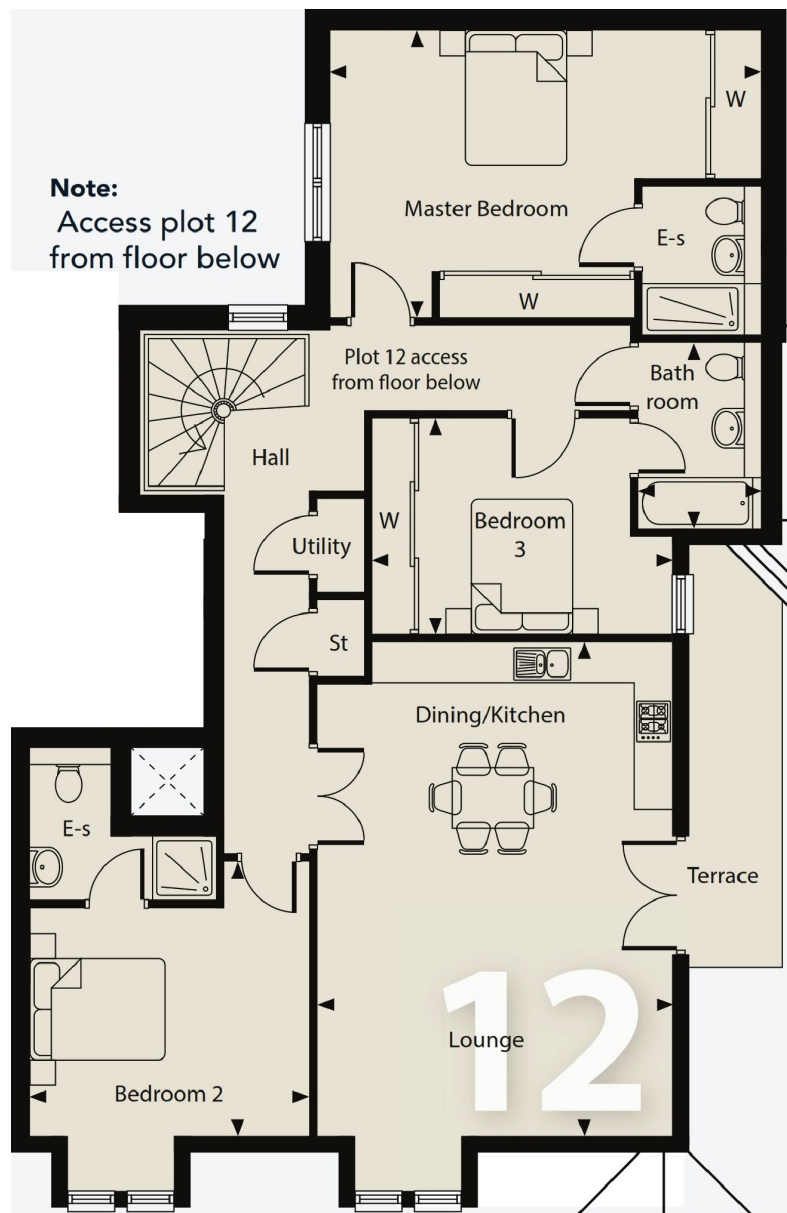 Note:
Access plot 12
from floor below
W
Master Bedroom
E-s
W
Plot 12 access
from floor below
Bath
room
Hall
W
Bedroom
3
Utility
St
Dining/Kitchen
E-s
Terrace
12
Lounge
Bedroom 2